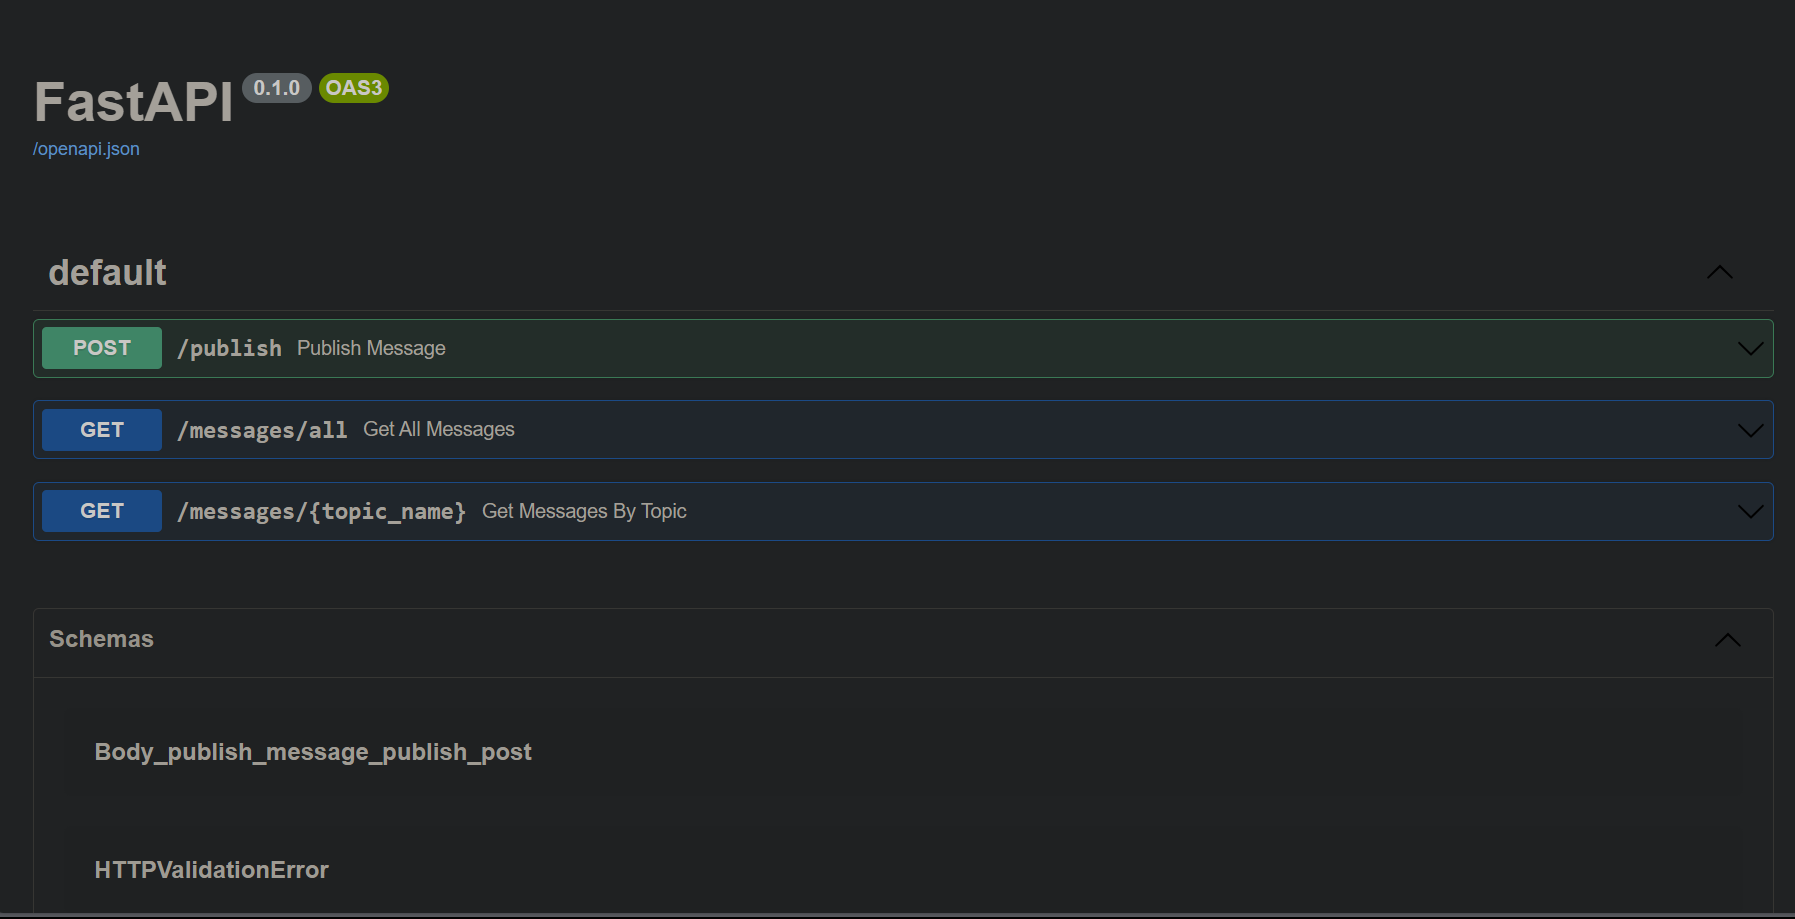 FastAPI 0.1.0 OAS3
/openapi.json
default
POST /publish Publish Message
GET /messages/all Get All Messages
GET /messages/{topic_name} Get Messages By Topic
Schemas
Body_publish_message_publish_post
HTTPValidationError